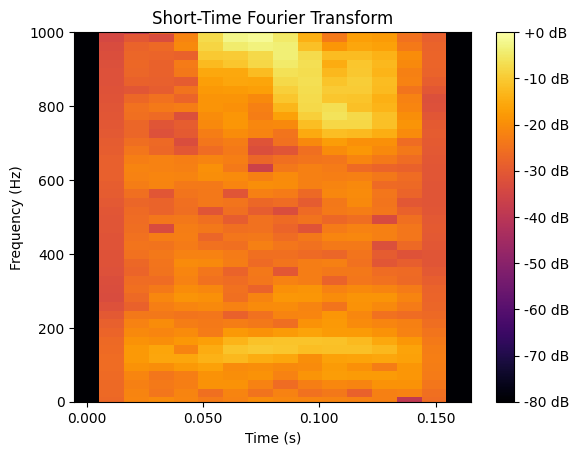 Short-Time Fourier Transform
1000
800
600
400
200
0
Frequency (Hz)
0.000
0.050
0.100
0.150
Time (s)
+0 dB
-10 dB
-20 dB
-30 dB
-40 dB
-50 dB
-60 dB
-70 dB
-80 dB